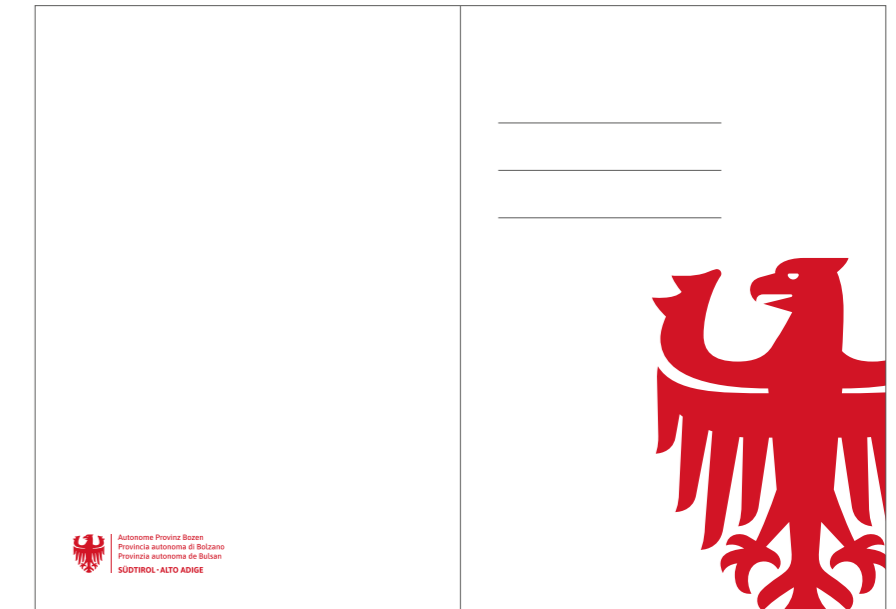 Autonome Provinz Bozen
Provincia autonoma di Bolzano
Provinzia autonoma de Bulsan
SÜDTIROL · ALTO ADIGE